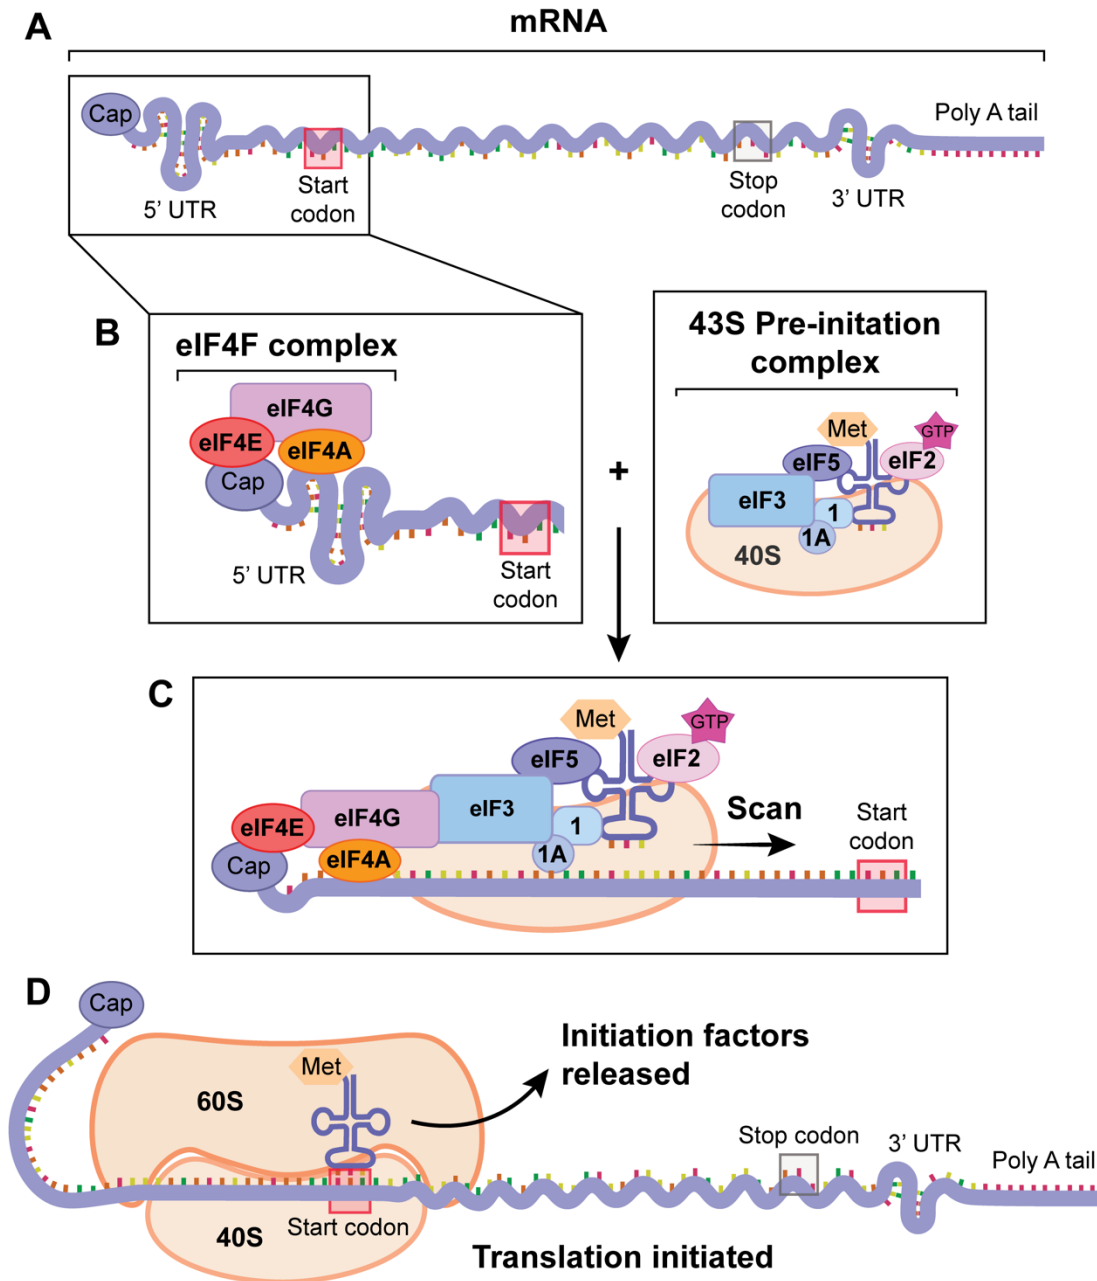 A
mRNA
Cap
Poly A tail
5’ UTR
Start
codon
Stop
codon
3’ UTR
B
eIF4F complex
eIF4G
eIF4E
eIF4A
Cap
5’ UTR
Start
codon
+
43S Pre-initation
complex
Met
GTP
eIF5
eIF2
eIF3
1
1A
40S
C
Met
GTP
eIF5
eIF2
eIF3
eIF4G
eIF4E
eIF4A
Cap
1
1A
Scan
Start
codon
D
Cap
60S
Met
Initiation factors
released
Stop codon
3’ UTR
Poly A tail
Start codon
40S
Translation initiated